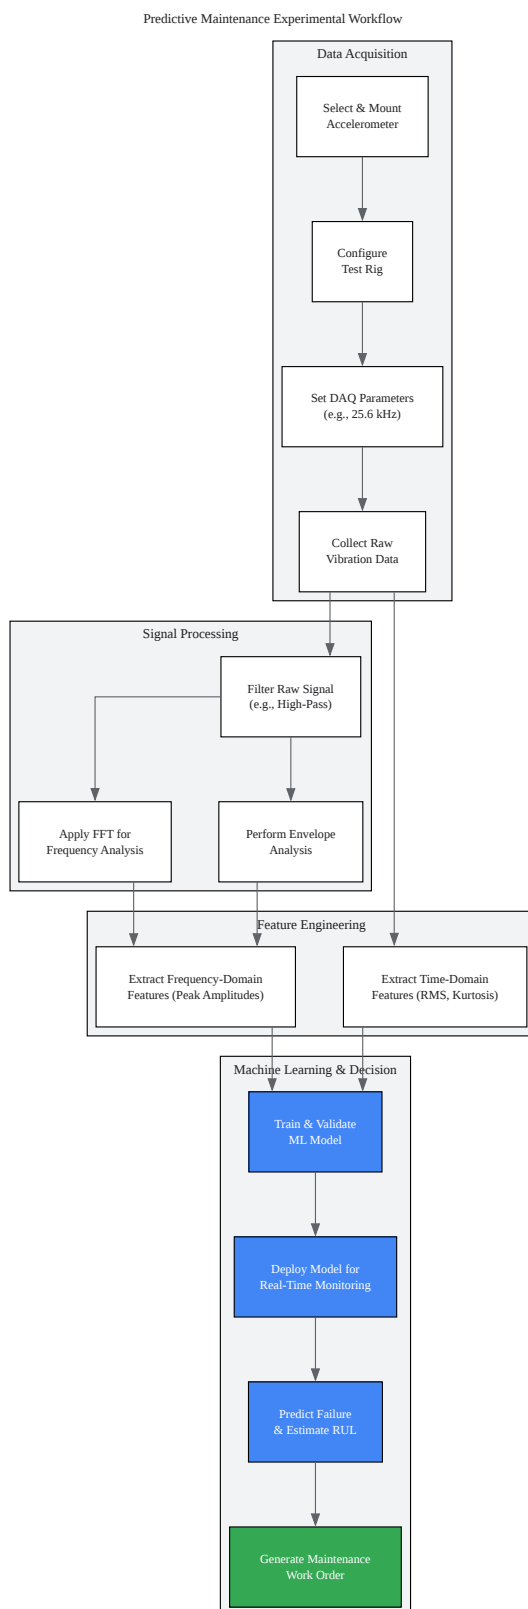 Predictive Maintenance Experimental Workflow
Data Acquisition
Select & Mount
Accelerometer
Configure
Test Rig
Set DAQ Parameters
(e.g., 25.6 kHz)
Collect Raw
Vibration Data
Signal Processing
Filter Raw Signal
(e.g., High-Pass)
Apply FFT for
Frequency Analysis
Perform Envelope
Analysis
Feature Engineering
Extract Frequency-Domain
Features (Peak Amplitudes)
Extract Time-Domain
Features (RMS, Kurtosis)
Machine Learning & Decision
Train & Validate
ML Model
Deploy Model for
Real-Time Monitoring
Predict Failure
& Estimate RUL
Generate Maintenance
Work Order